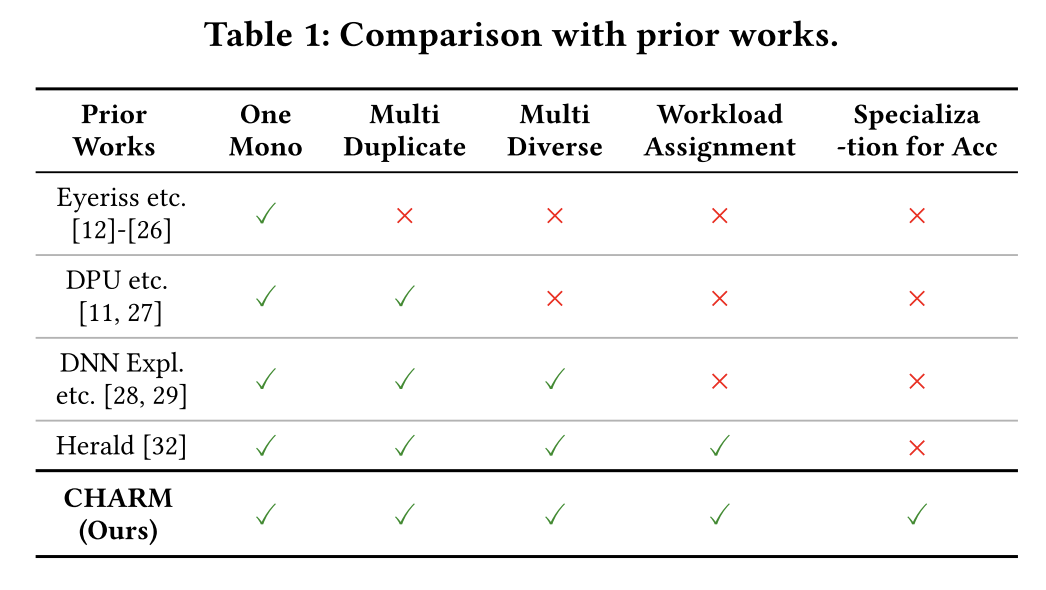 Table 1: Comparison with prior works.
Prior Works One Mono Multi Duplicate Multi Diverse Workload Assignment Specializa -tion for Acc
Eyeriss etc. [12]-[26] ✓ × × × ×
DPU etc. [11, 27] ✓ ✓ × × ×
DNN Expl. etc. [28, 29] ✓ ✓ ✓ × ×
Herald [32] ✓ ✓ ✓ ✓ ×
CHARM (Ours) ✓ ✓ ✓ ✓ ✓